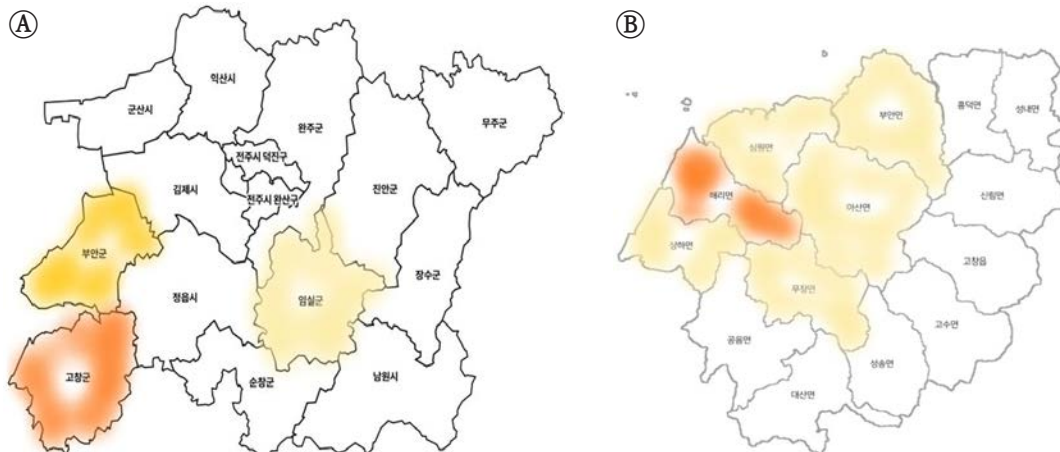 Ⓐ
익산시
군산시
완주군
무주군
전주시 덕진구
김제시
전주시 완산구
진안군
부안군
장수군
정읍시
임실군
고창군
순창군
남원시
Ⓑ
흥덕면
성내면
부안면
심원면
해리면
아산면
신림면
상하면
고창읍
무장면
고수면
공음면
성송면
대산면